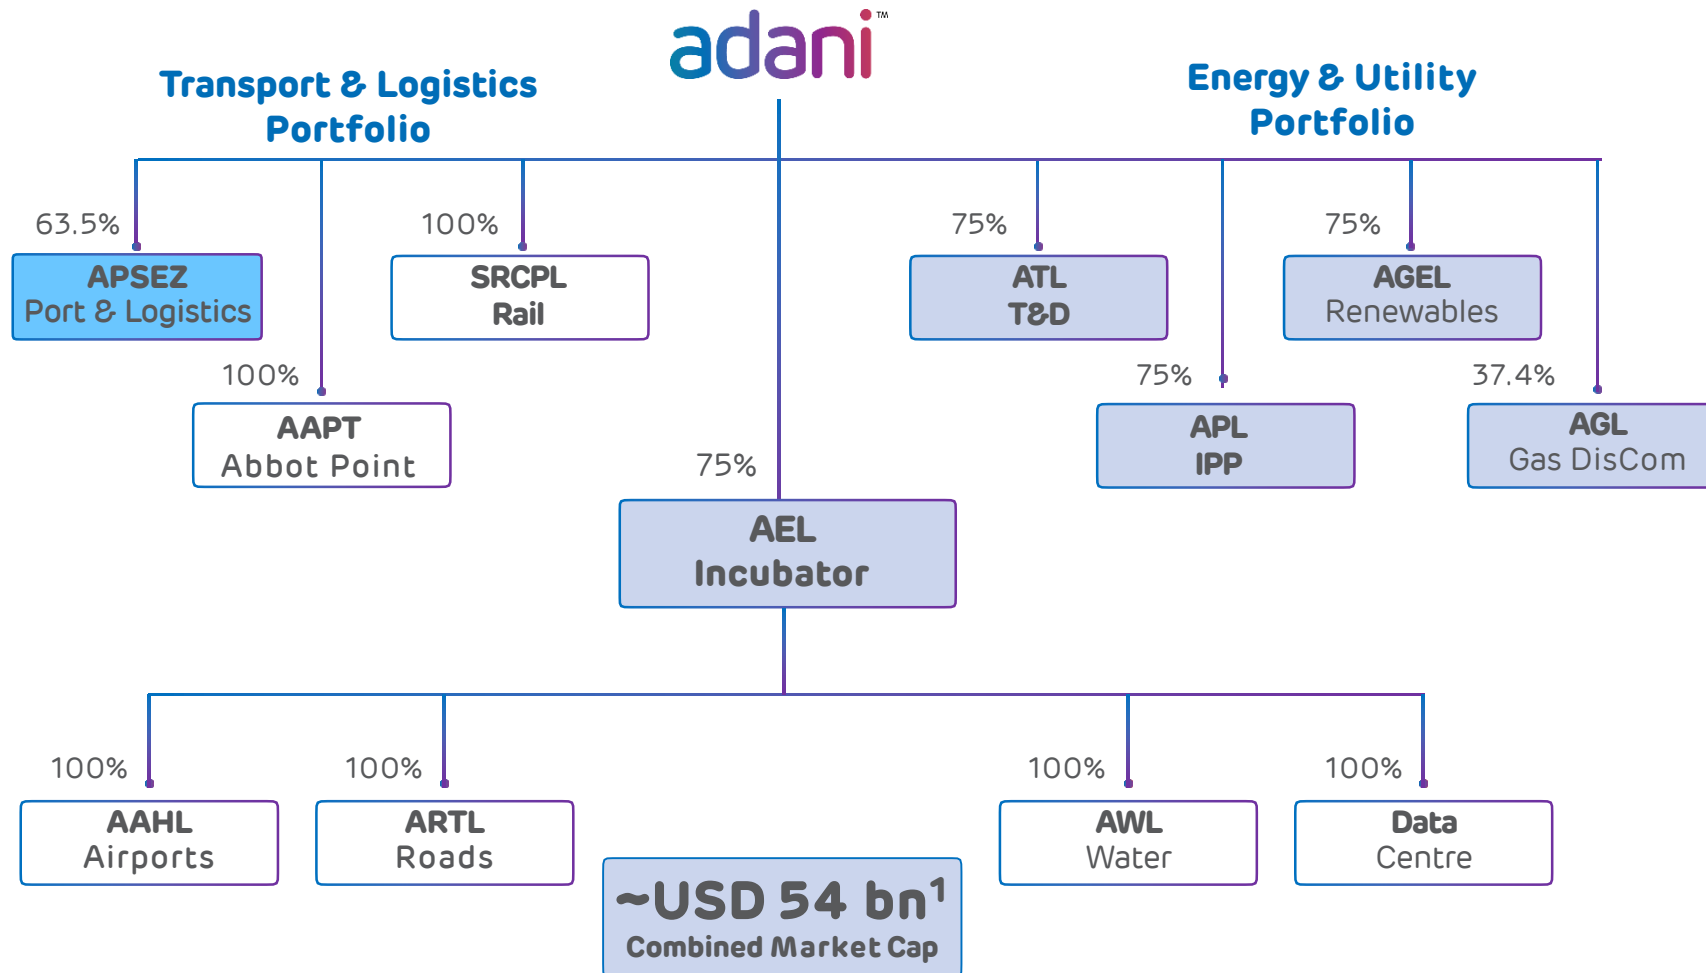 adani™
Transport & Logistics
Portfolio
Energy & Utility
Portfolio
63.5%
APSEZ
Port & Logistics
100%
SRCPL
Rail
75%
ATL
T&D
75%
AGEL
Renewables
100%
AAPT
Abbot Point
75%
APL
IPP
37.4%
AGL
Gas DisCom
75%
AEL
Incubator
100%
AAHL
Airports
100%
ARTL
Roads
100%
AWL
Water
100%
Data
Centre
~USD 54 bn¹
Combined Market Cap